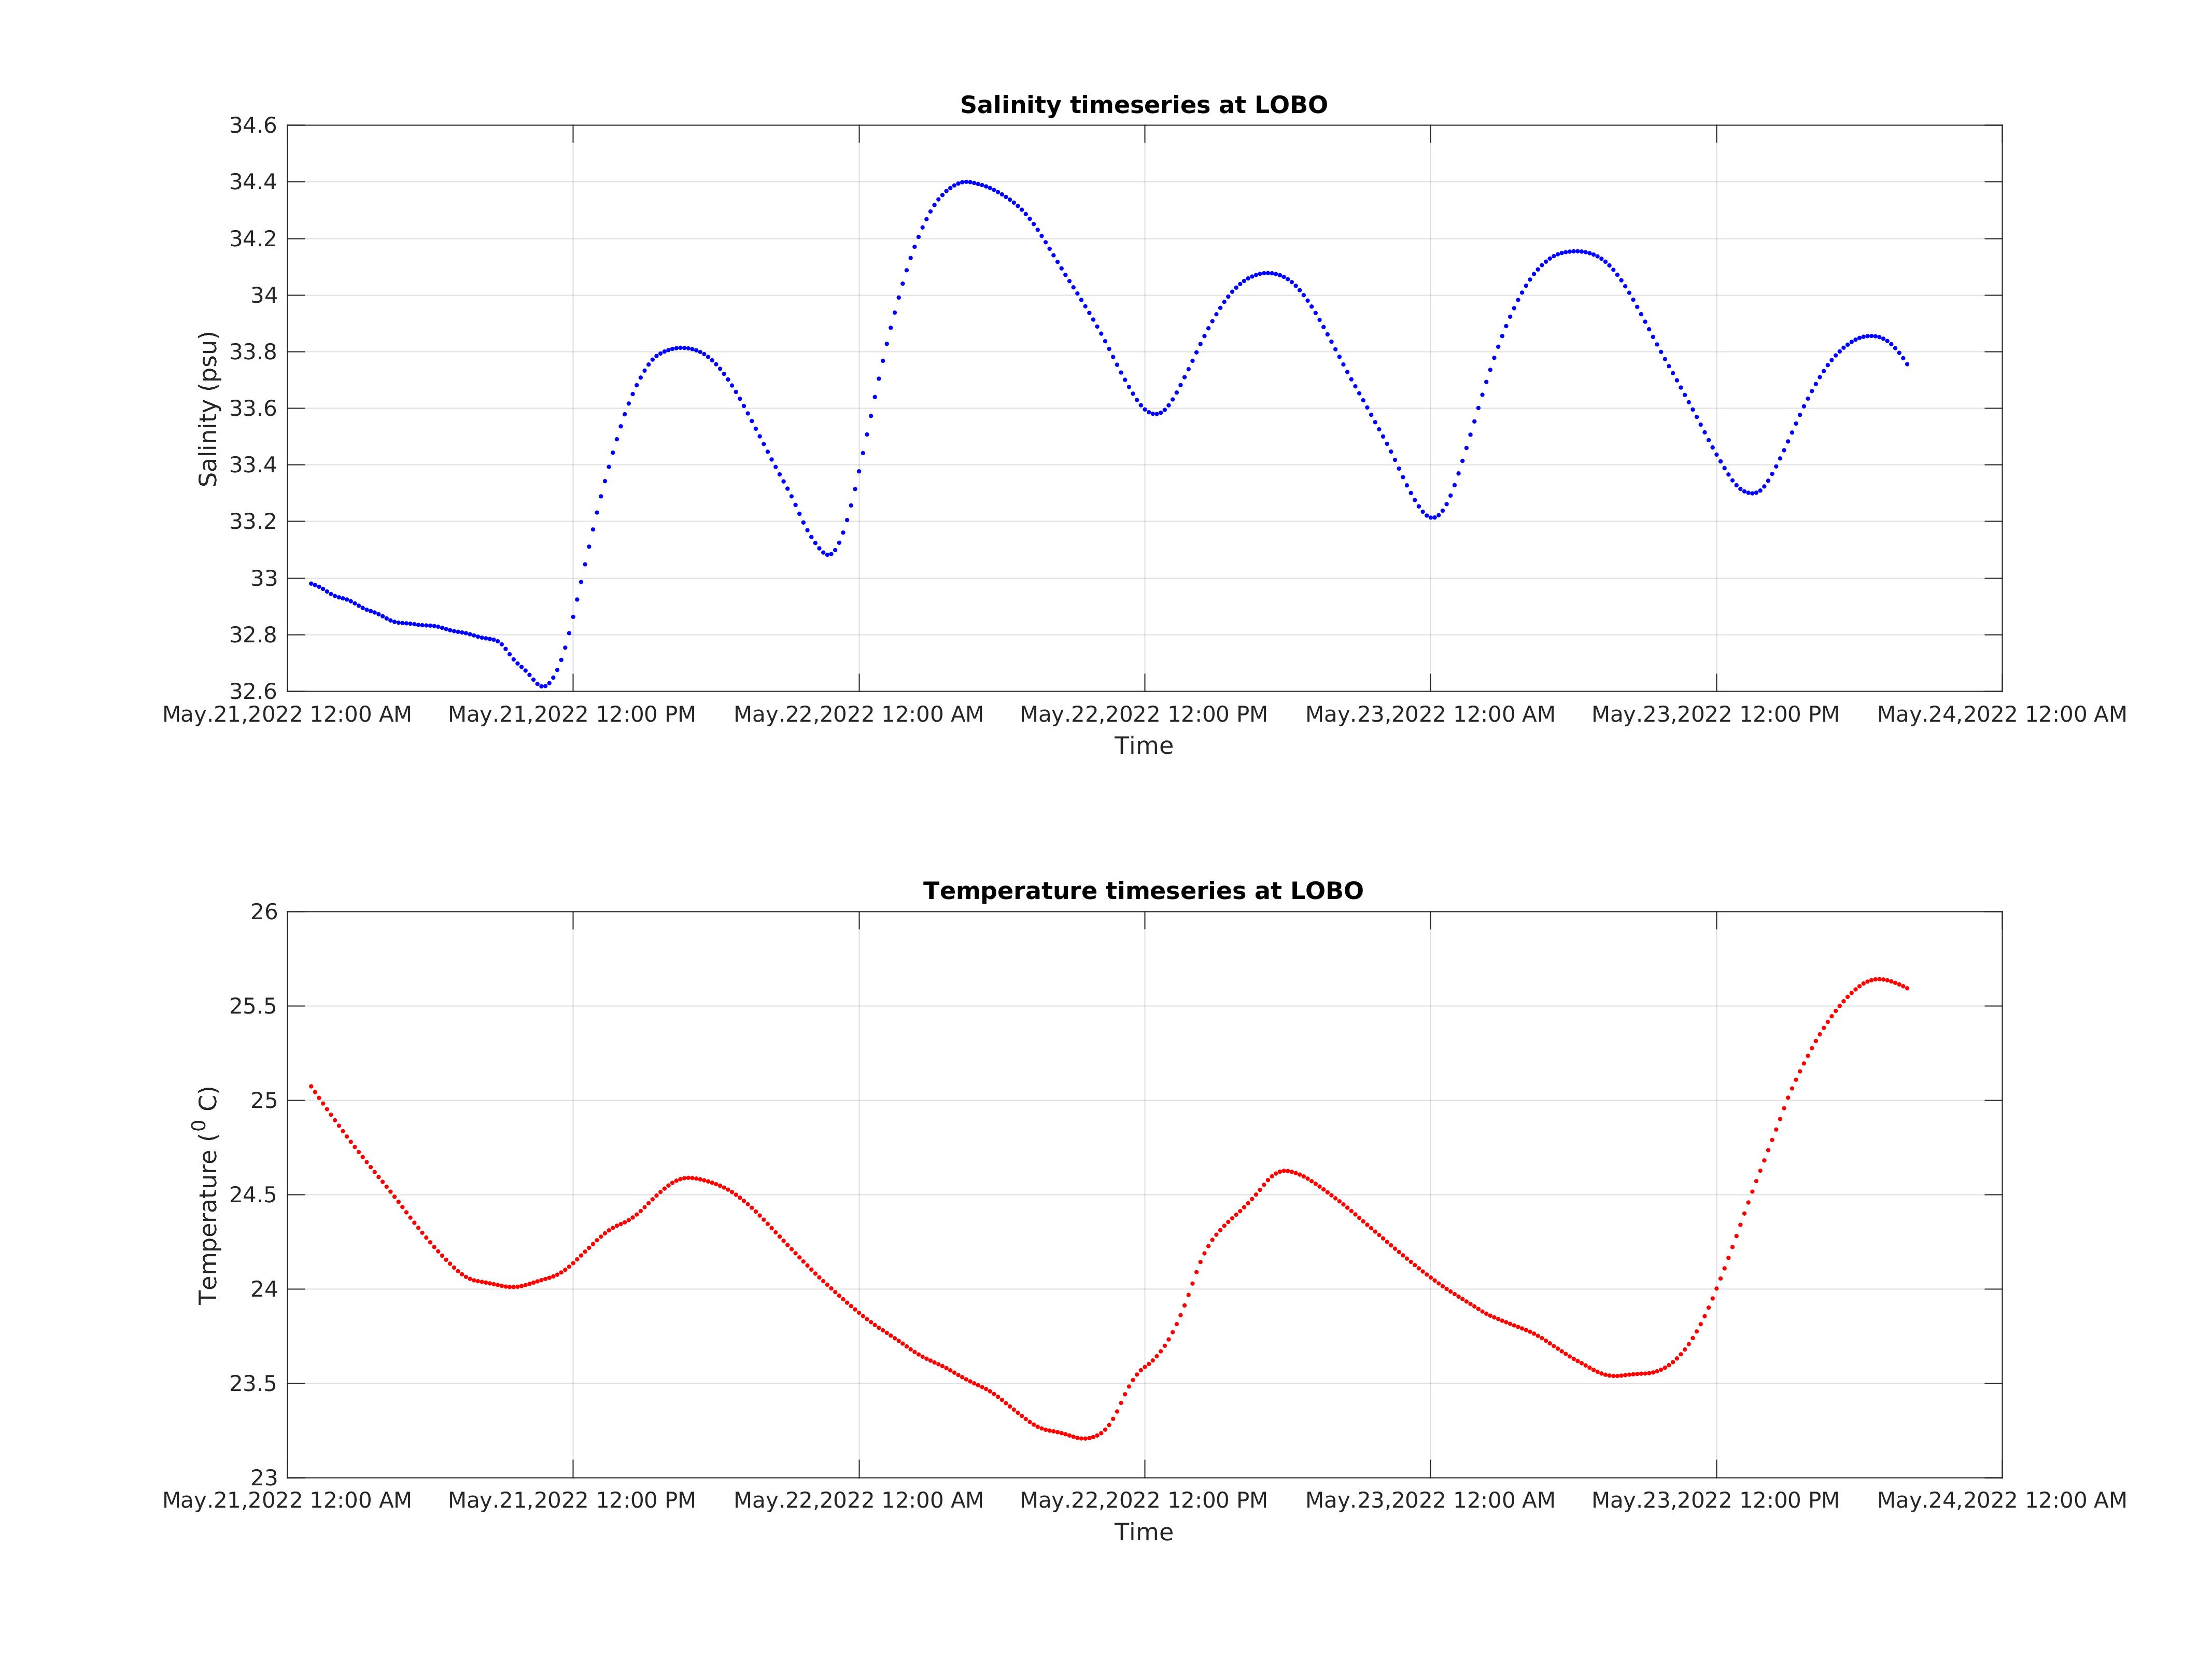 Salinity timeseries at LOBO
34.6
34.4
34.2
34
33.8
33.6
33.4
33.2
33
32.8
32.6
Salinity (psu)
May.21,2022 12:00 AM May.21,2022 12:00 PM May.22,2022 12:00 AM May.22,2022 12:00 PM May.23,2022 12:00 AM May.23,2022 12:00 PM May.24,2022 12:00 AM
Time
Temperature timeseries at LOBO
26
25.5
25
24.5
24
23.5
23
Temperature (⁰ C)
May.21,2022 12:00 AM May.21,2022 12:00 PM May.22,2022 12:00 AM May.22,2022 12:00 PM May.23,2022 12:00 AM May.23,2022 12:00 PM May.24,2022 12:00 AM
Time